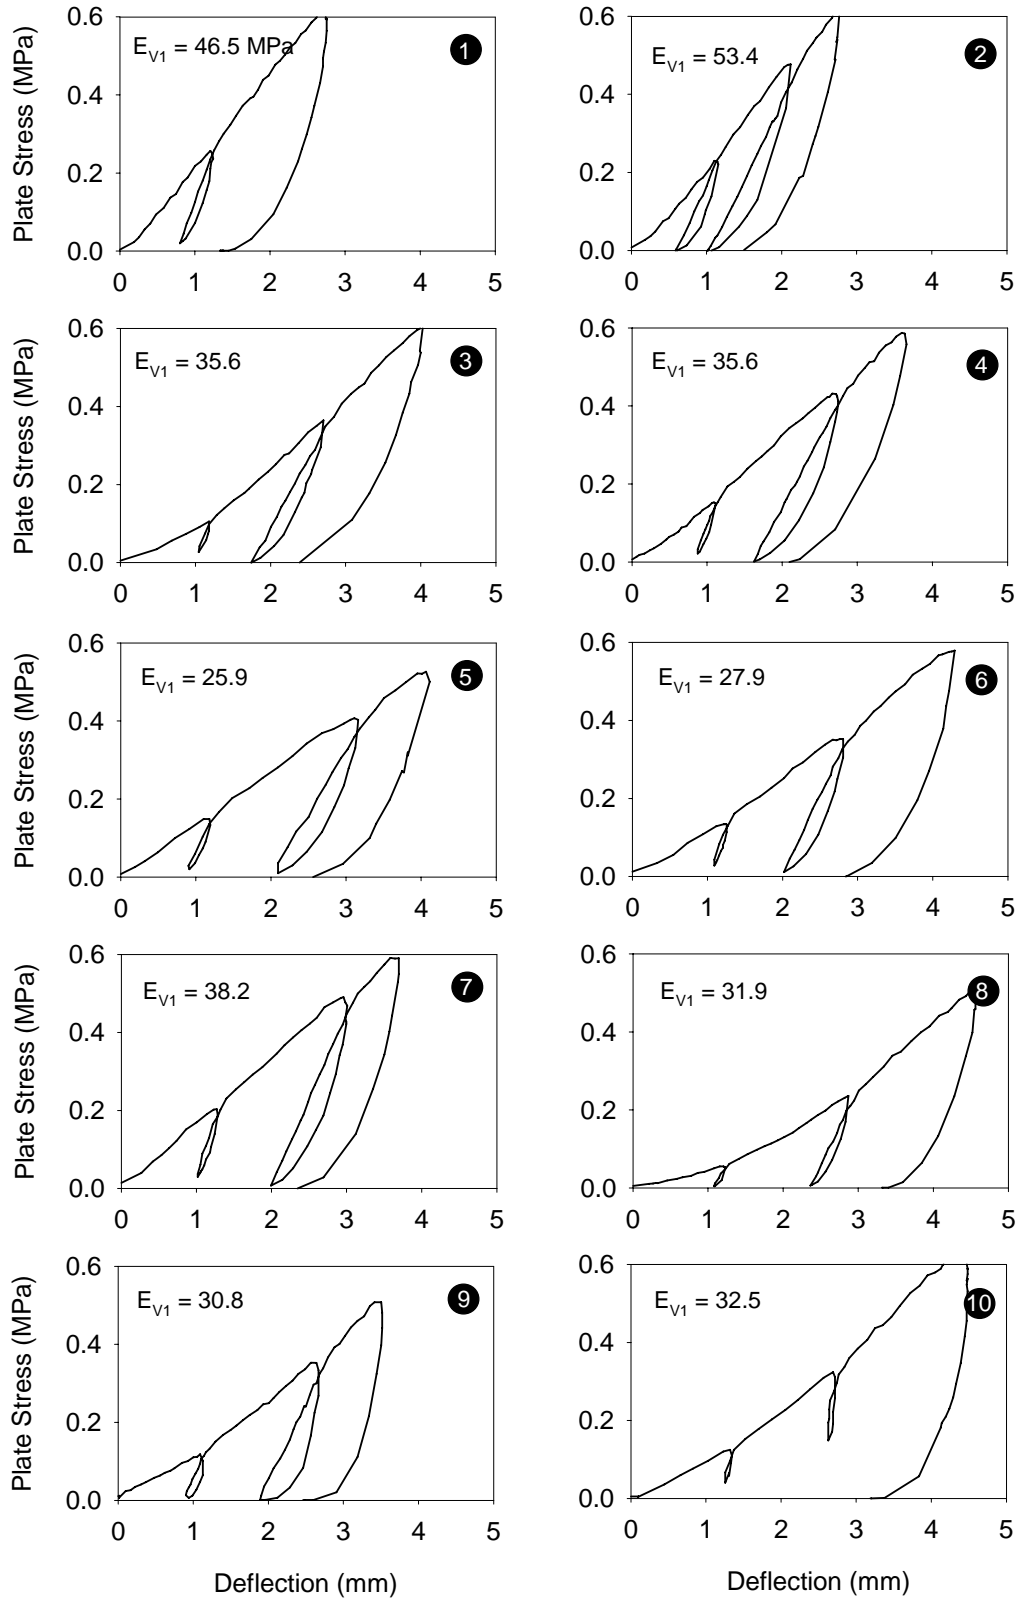 Plate Stress (MPa)
0.6
0.4
0.2
0.0
E_V1 = 46.5 MPa
1
0 1 2 3 4 5
0.6
0.4
0.2
0.0
E_V1 = 53.4
2
0 1 2 3 4 5
Plate Stress (MPa)
0.6
0.4
0.2
0.0
E_V1 = 35.6
3
0 1 2 3 4 5
0.6
0.4
0.2
0.0
E_V1 = 35.6
4
0 1 2 3 4 5
Plate Stress (MPa)
0.6
0.4
0.2
0.0
E_V1 = 25.9
5
0 1 2 3 4 5
0.6
0.4
0.2
0.0
E_V1 = 27.9
6
0 1 2 3 4 5
Plate Stress (MPa)
0.6
0.4
0.2
0.0
E_V1 = 38.2
7
0 1 2 3 4 5
0.6
0.4
0.2
0.0
E_V1 = 31.9
8
0 1 2 3 4 5
Plate Stress (MPa)
0.6
0.4
0.2
0.0
E_V1 = 30.8
9
0 1 2 3 4 5
Deflection (mm)
0.6
0.4
0.2
0.0
E_V1 = 32.5
10
0 1 2 3 4 5
Deflection (mm)